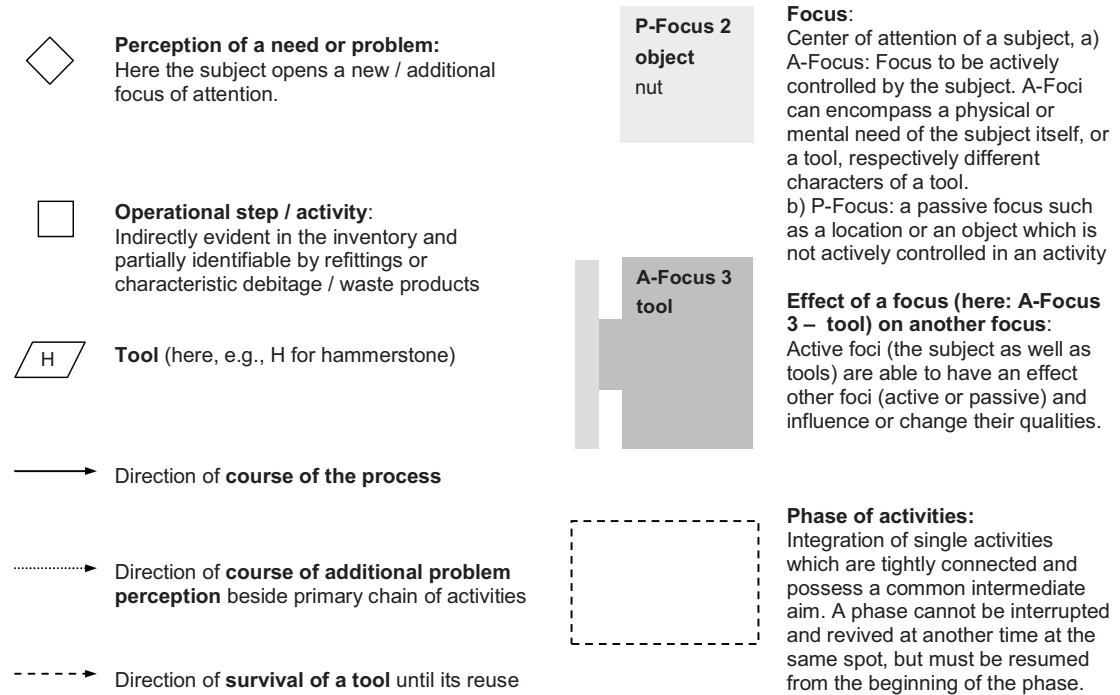 Perception of a need or problem:
Here the subject opens a new / additional
focus of attention.
Operational step / activity:
Indirectly evident in the inventory and
partially identifiable by refittings or
characteristic debitage / waste products
H
Tool (here, e.g., H for hammerstone)
Direction of course of the process
Direction of course of additional problem
perception beside primary chain of activities
Direction of survival of a tool until its reuse
P-Focus 2
object
nut
Focus:
Center of attention of a subject, a)
A-Focus: Focus to be actively
controlled by the subject. A-Foci
can encompass a physical or
mental need of the subject itself, or
a tool, respectively different
characters of a tool.
b) P-Focus: a passive focus such
as a location or an object which is
not actively controlled in an activity
A-Focus 3
tool
Effect of a focus (here: A-Focus
3 – tool) on another focus:
Active foci (the subject as well as
tools) are able to have an effect
other foci (active or passive) and
influence or change their qualities.
Phase of activities:
Integration of single activities
which are tightly connected and
possess a common intermediate
aim. A phase cannot be interrupted
and revived at another time at the
same spot, but must be resumed
from the beginning of the phase.